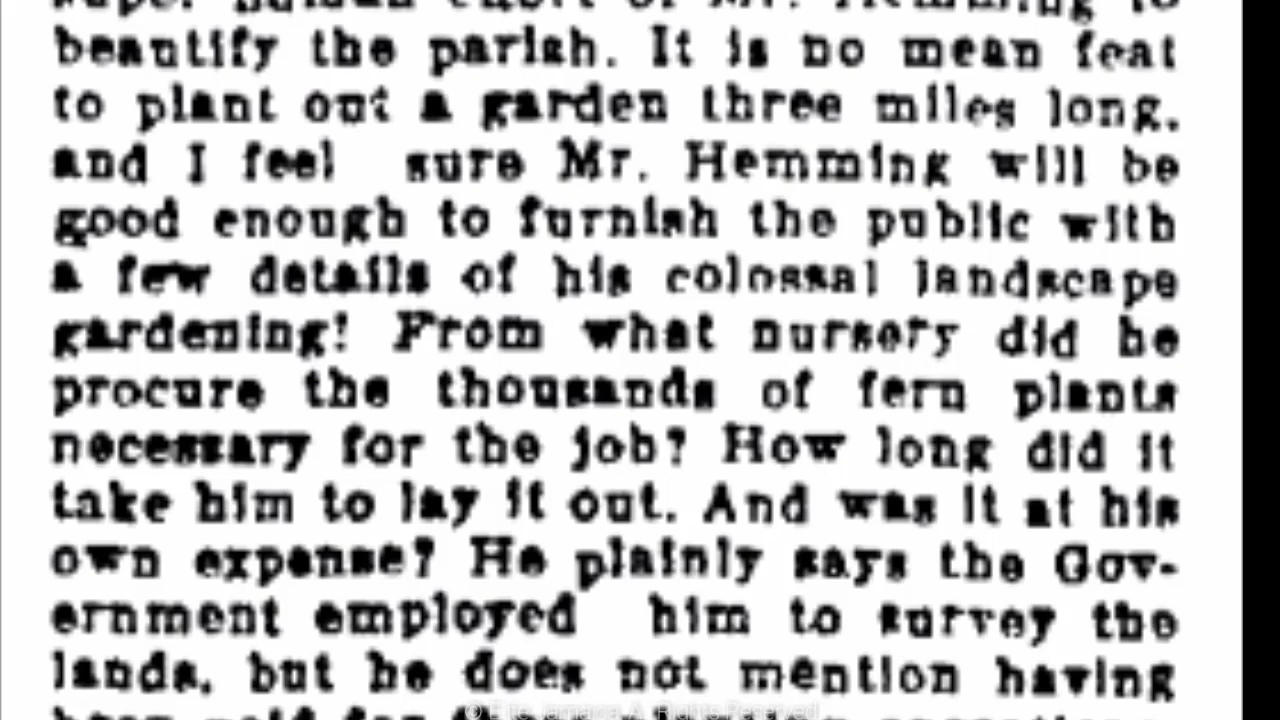 beautify the parish. It is no mean feat
to plant out a garden three miles long,
and I feel sure Mr. Hemming will be
good enough to furnish the public with
a few details of his colossal landscape
gardening! From what nursery did he
procure the thousands of fern plants
necessary for the job? How long did it
take him to lay it out. And was it at his
own expense? He plainly says the Gov-
ernment employed him to survey the
lands, but he does not mention having